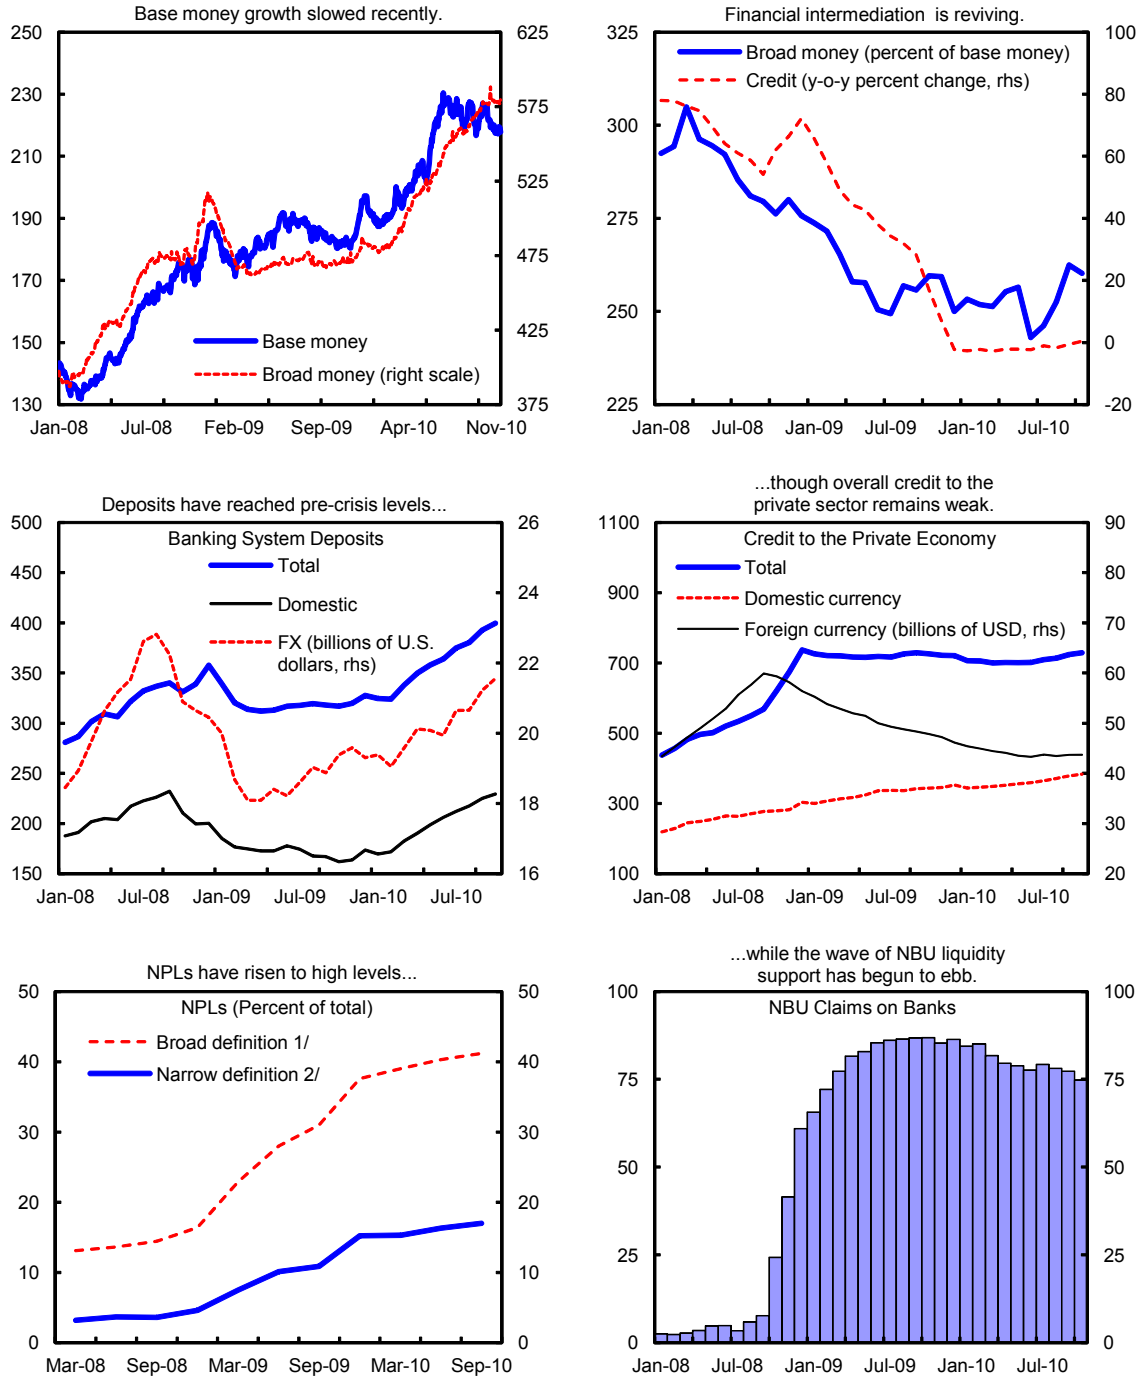 Base money growth slowed recently.
250
230
210
190
170
150
130
625
575
525
475
425
375
Base money
Broad money (right scale)
Jan-08 Jul-08 Feb-09 Sep-09 Apr-10 Nov-10
Financial intermediation is reviving.
325
300
275
250
225
100
80
60
40
20
0
-20
Broad money (percent of base money)
Credit (y-o-y percent change, rhs)
Jan-08 Jul-08 Jan-09 Jul-09 Jan-10 Jul-10
Deposits have reached pre-crisis levels...
500
450
400
350
300
250
200
150
26
24
22
20
18
16
Banking System Deposits
Total
Domestic
FX (billions of U.S.
dollars, rhs)
Jan-08 Jul-08 Jan-09 Jul-09 Jan-10 Jul-10
...though overall credit to the
private sector remains weak.
1100
900
700
500
300
100
90
80
70
60
50
40
30
20
Credit to the Private Economy
Total
Domestic currency
Foreign currency (billions of USD, rhs)
Jan-08 Jul-08 Jan-09 Jul-09 Jan-10 Jul-10
NPLs have risen to high levels...
50
40
30
20
10
0
50
40
30
20
10
0
NPLs (Percent of total)
Broad definition 1/
Narrow definition 2/
Mar-08 Sep-08 Mar-09 Sep-09 Mar-10 Sep-10
...while the wave of NBU liquidity
support has begun to ebb.
100
75
50
25
0
100
75
50
25
0
NBU Claims on Banks
Jan-08 Jul-08 Jan-09 Jul-09 Jan-10 Jul-10